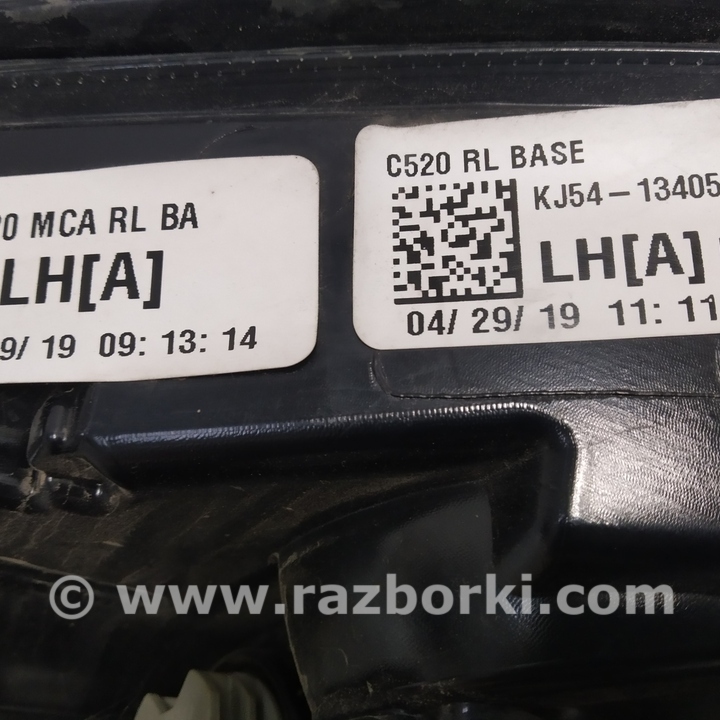 0 MCA RL BA
LH[A]
9/ 19 09: 13: 14
C520 RL BASE
KJ54-13405
LH[A]
04/ 29/ 19 11: 11
© www.razborki.com